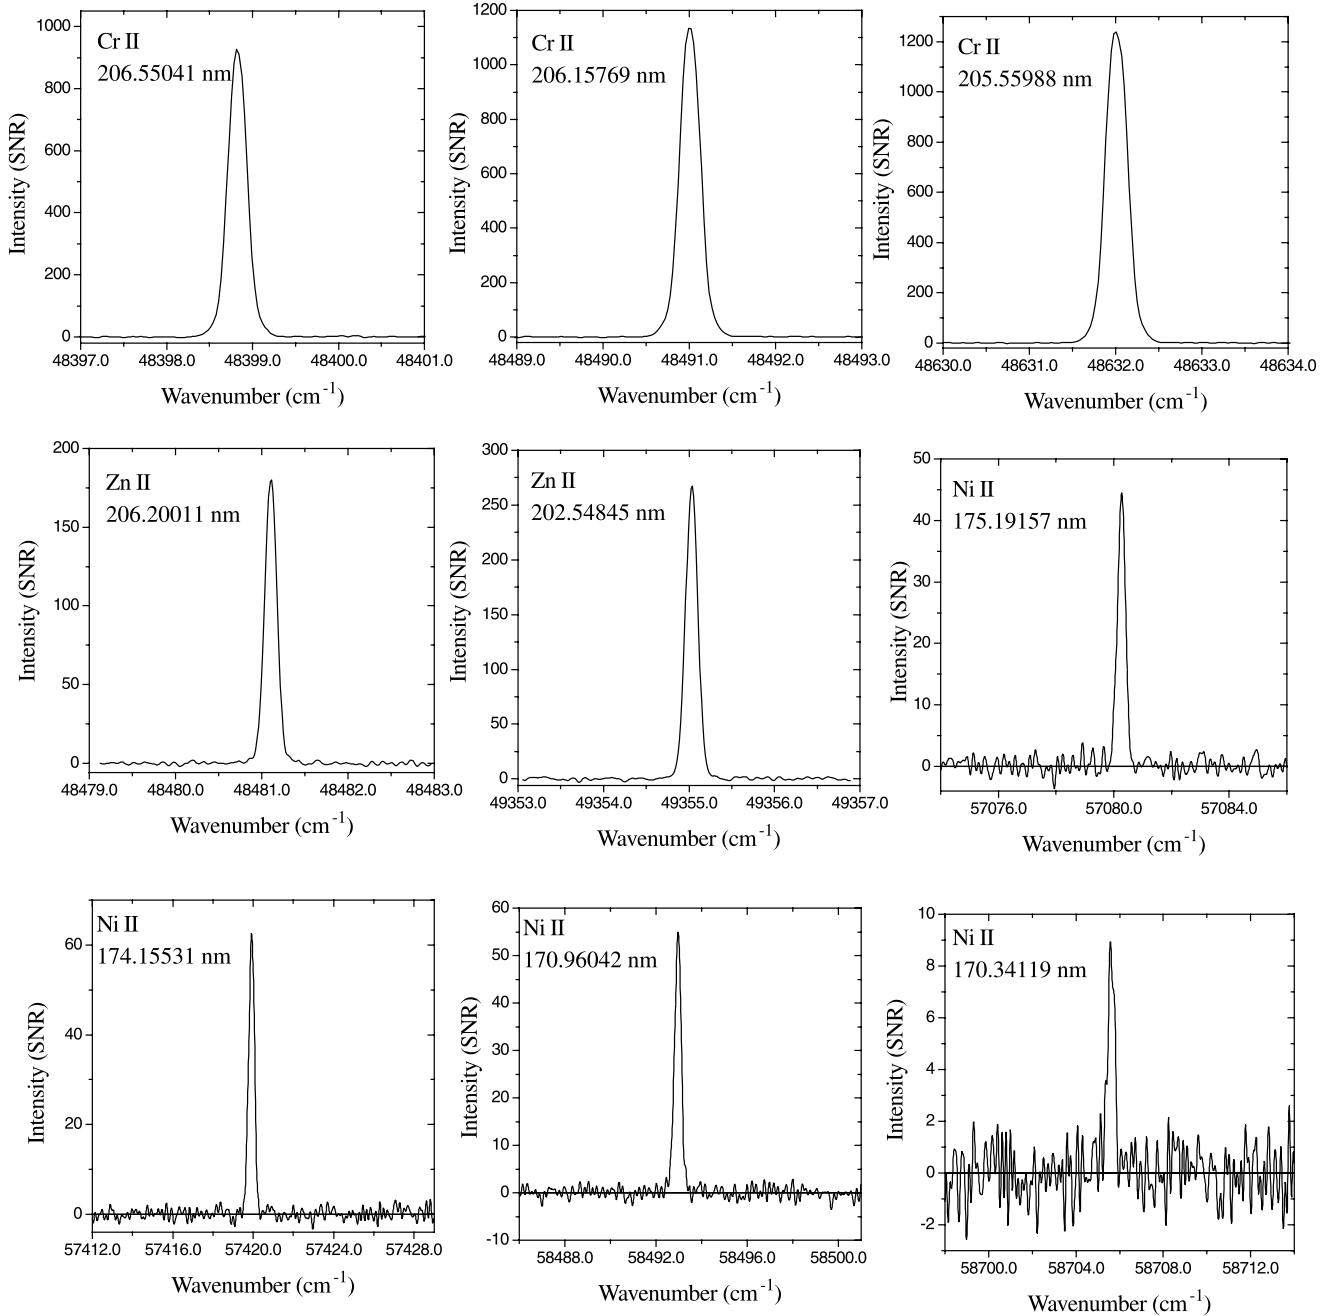 Cr II
206.55041 nm
Intensity (SNR)
1000
800
600
400
200
0
48397.0 48398.0 48399.0 48400.0 48401.0
Wavenumber (cm-1)
Cr II
206.15769 nm
Intensity (SNR)
1200
1000
800
600
400
200
0
48489.0 48490.0 48491.0 48492.0 48493.0
Wavenumber (cm-1)
Cr II
205.55988 nm
Intensity (SNR)
1200
1000
800
600
400
200
0
48630.0 48631.0 48632.0 48633.0 48634.0
Wavenumber (cm-1)
Zn II
206.20011 nm
Intensity (SNR)
200
150
100
50
0
48479.0 48480.0 48481.0 48482.0 48483.0
Wavenumber (cm-1)
Zn II
202.54845 nm
Intensity (SNR)
300
250
200
150
100
50
0
49353.0 49354.0 49355.0 49356.0 49357.0
Wavenumber (cm-1)
Ni II
175.19157 nm
Intensity (SNR)
50
40
30
20
10
0
57076.0 57080.0 57084.0
Wavenumber (cm-1)
Ni II
174.15531 nm
Intensity (SNR)
60
40
20
0
57412.0 57416.0 57420.0 57424.0 57428.0
Wavenumber (cm-1)
Ni II
170.96042 nm
Intensity (SNR)
60
50
40
30
20
10
0
-10
58488.0 58492.0 58496.0 58500.0
Wavenumber (cm-1)
Ni II
170.34119 nm
Intensity (SNR)
10
8
6
4
2
0
-2
58700.0 58704.0 58708.0 58712.0
Wavenumber (cm-1)